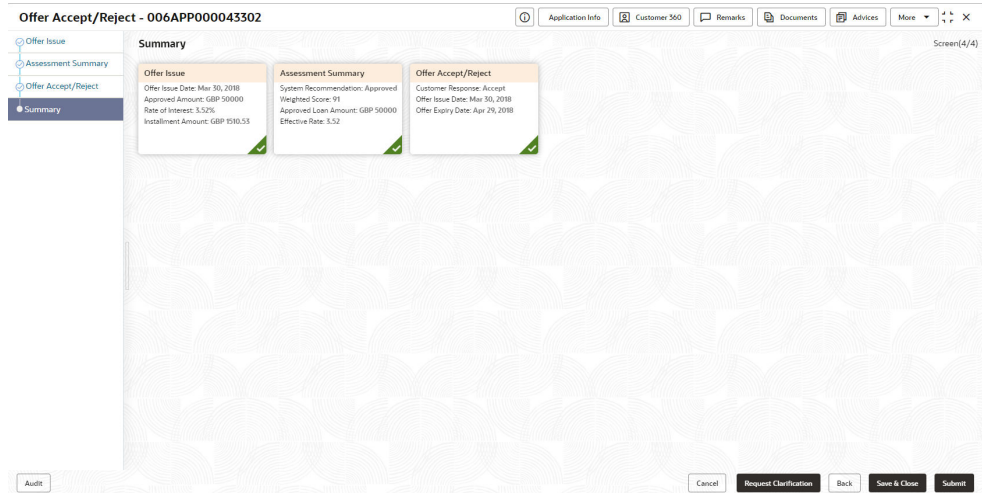 Offer Accept/Reject - 006APP000043302
Application Info
Customer 360
Remarks
Documents
Advices
More
Offer Issue
Assessment Summary
Offer Accept/Reject
Summary
Summary
Screen(4/4)
Offer Issue
Offer Issue Date: Mar 30, 2018
Approved Amount: GBP 50000
Rate of Interest: 3.52%
Installment Amount: GBP 1510.53
Assessment Summary
System Recommendation: Approved
Weighted Score: 91
Approved Loan Amount: GBP 50000
Effective Rate: 3.52
Offer Accept/Reject
Customer Response: Accept
Offer Issue Date: Mar 30, 2018
Offer Expiry Date: Apr 29, 2018
Audit
Cancel
Request Clarification
Back
Save & Close
Submit